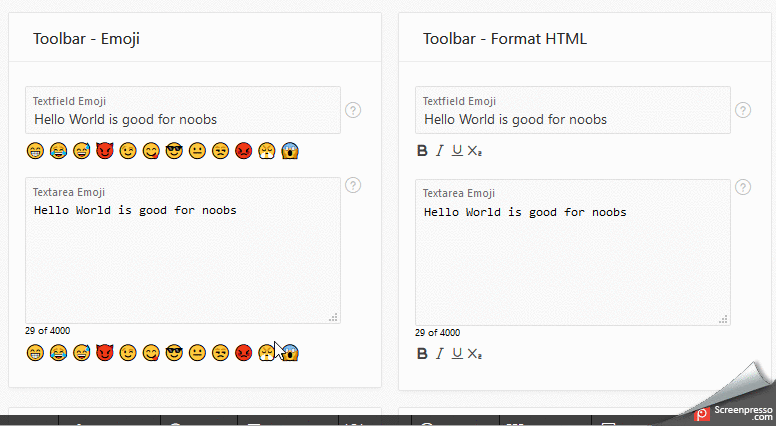 Toolbar - Emoji
Textfield Emoji
Hello World is good for noobs
?
Textarea Emoji
?
Hello World is good for noobs
29 of 4000
Toolbar - Format HTML
Textfield Emoji
Hello World is good for noobs
?
B I U X₂
Textarea Emoji
?
Hello World is good for noobs
29 of 4000
B I U X₂
Screenpresso
.com